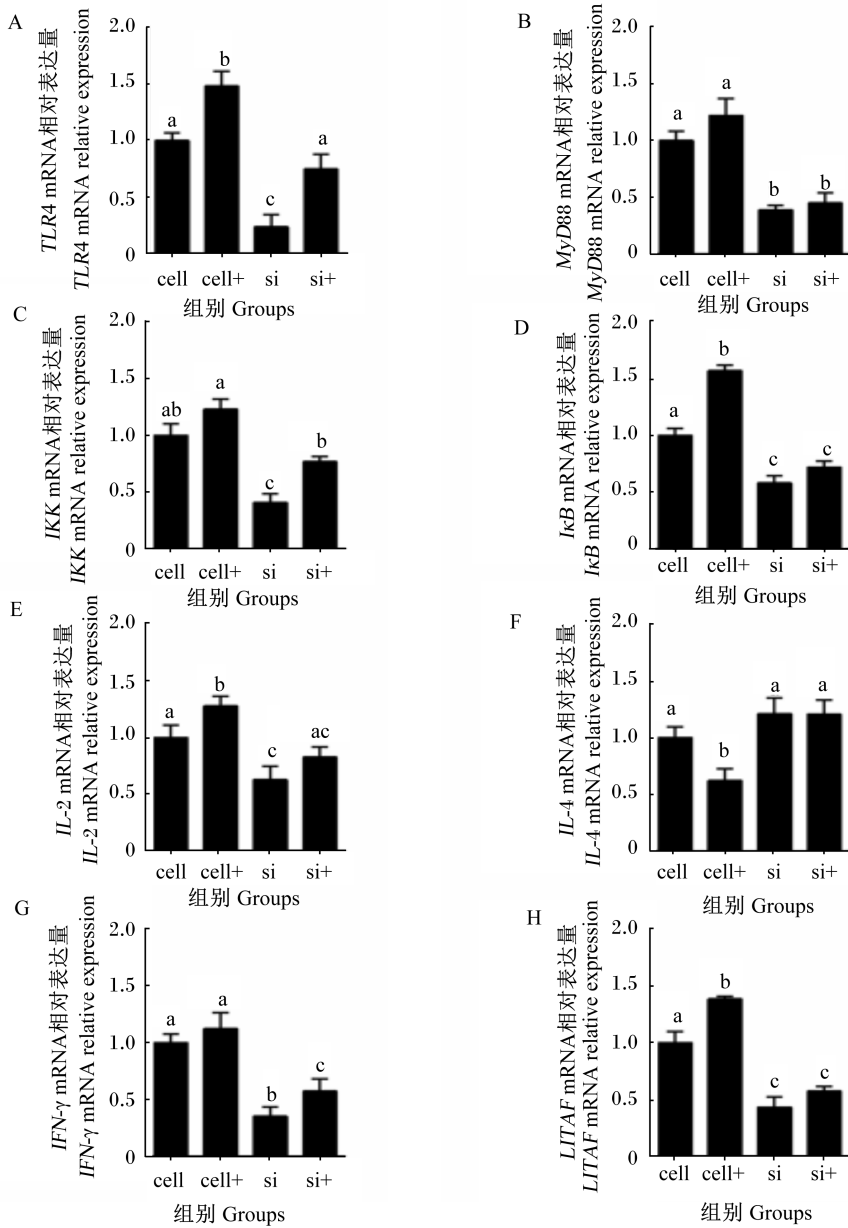 A
TLR4 mRNA相对表达量
TLR4 mRNA relative expression
2.0
1.5
1.0
0.5
0
a
b
c
a
cell
cell+
si
si+
组别 Groups
B
MyD88 mRNA相对表达量
MyD88 mRNA relative expression
2.0
1.5
1.0
0.5
0
a
a
b
b
cell
cell+
si
si+
组别 Groups
C
IKK mRNA相对表达量
IKK mRNA relative expression
2.0
1.5
1.0
0.5
0
ab
a
c
b
cell
cell+
si
si+
组别 Groups
D
IκB mRNA相对表达量
IκB mRNA relative expression
2.0
1.5
1.0
0.5
0
a
b
c
c
cell
cell+
si
si+
组别 Groups
E
IL-2 mRNA相对表达量
IL-2 mRNA relative expression
2.0
1.5
1.0
0.5
0
a
b
c
ac
cell
cell+
si
si+
组别 Groups
F
IL-4 mRNA相对表达量
IL-4 mRNA relative expression
2.0
1.5
1.0
0.5
0
a
b
a
a
cell
cell+
si
si+
组别 Groups
G
IFN-γ mRNA相对表达量
IFN-γ mRNA relative expression
2.0
1.5
1.0
0.5
0
a
a
b
c
cell
cell+
si
si+
组别 Groups
H
LITAF mRNA相对表达量
LITAF mRNA relative expression
2.0
1.5
1.0
0.5
0
a
b
c
c
cell
cell+
si
si+
组别 Groups